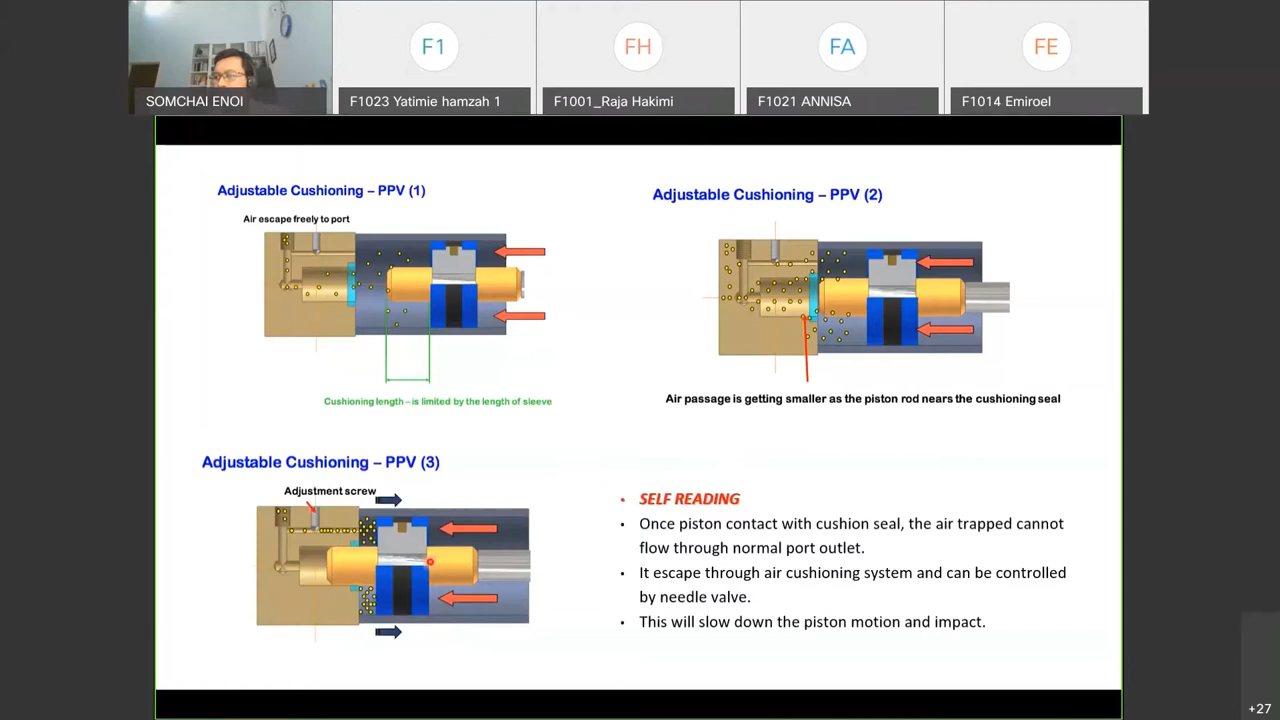 F1
FH
FA
FE
SOMCHAI ENOI
F1023 Yatimie hamzah 1
F1001_Raja Hakimi
F1021 ANNISA
F1014 Emiroel
Adjustable Cushioning – PPV (1)
Air escape freely to port
Cushioning length – is limited by the length of sleeve
Adjustable Cushioning – PPV (2)
Air passage is getting smaller as the piston rod nears the cushioning seal
Adjustable Cushioning – PPV (3)
Adjustment screw
• SELF READING
• Once piston contact with cushion seal, the air trapped cannot
flow through normal port outlet.
• It escape through air cushioning system and can be controlled
by needle valve.
• This will slow down the piston motion and impact.
+27